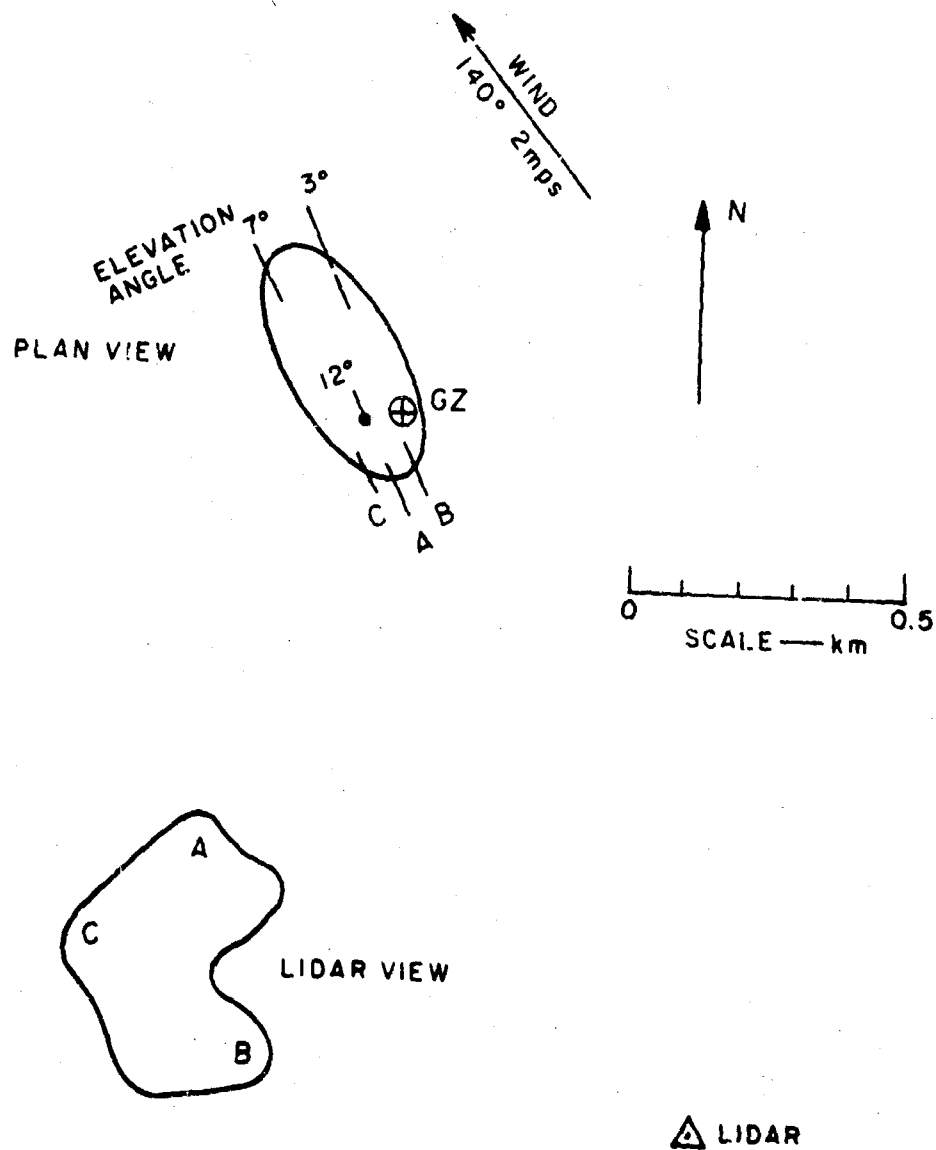 WIND
140° 2mps
N
3°
7°
ELEVATION
ANGLE
PLAN VIEW
12°
GZ
C
A
B
0
0.5
SCALE — km
A
C
LIDAR VIEW
B
LIDAR